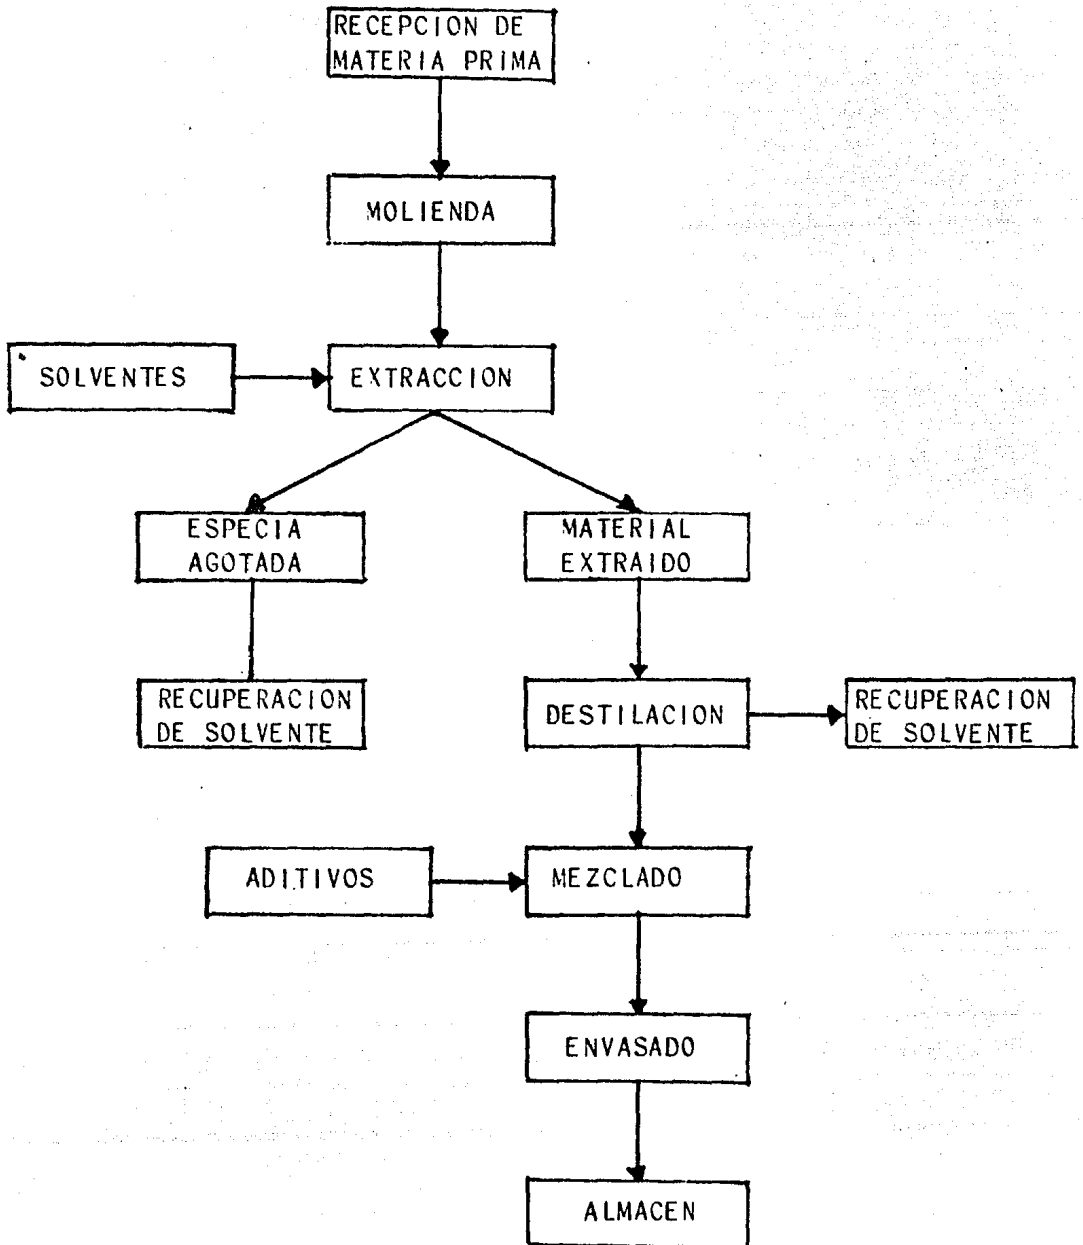 RECEPCION DE
MATERIA PRIMA
MOLIENDA
SOLVENTES
EXTRACCION
ESPECIA
AGOTADA
MATERIAL
EXTRAIDO
RECUPERACION
DE SOLVENTE
DESTILACION
RECUPERACION
DE SOLVENTE
ADITIVOS
MEZCLADO
ENVASADO
ALMACEN